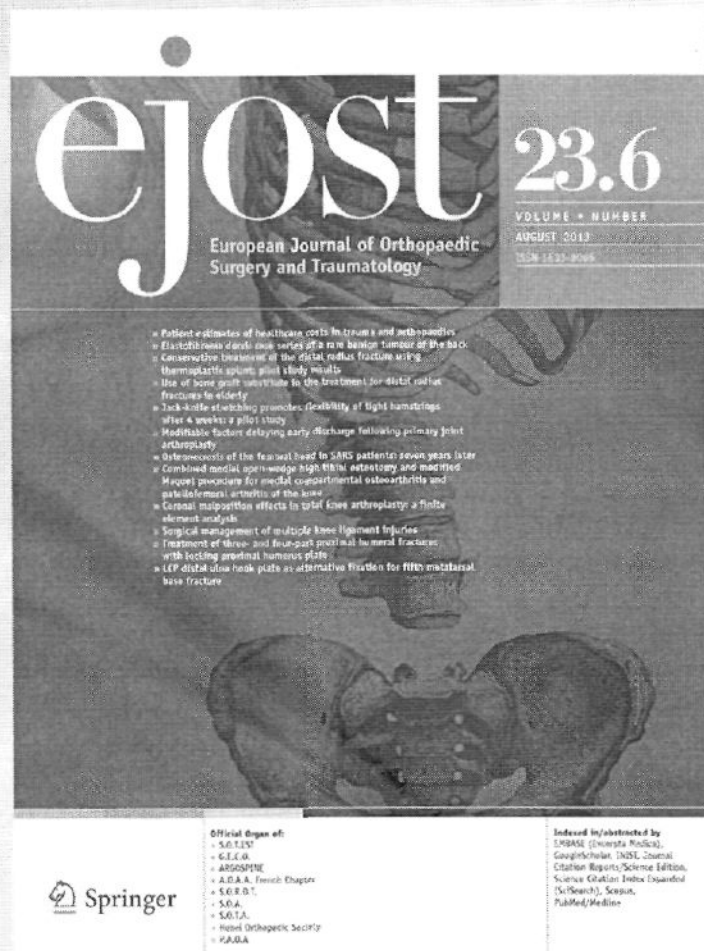 ejost
European Journal of Orthopaedic
Surgery and Traumatology
23.6
VOLUME • NUMBER
AUGUST 2013
ISSN
» Patient estimates of healthcare costs in trauma and orthopaedics
» Elastofibroma dorsi: case series of a rare benign tumour of the back
» Conservative treatment of the distal radius fracture using
thermoplastic splint: pilot study results
» Use of bone graft substitute in the treatment for distal radius
fractures in elderly
» Jack-knife stretching promotes flexibility of tight hamstrings
after 4 weeks: a pilot study
» Modifiable factors delaying early discharge following primary joint
arthroplasty
» Osteonecrosis of the femoral head in SARS patients: seven years later
» Combined medial open-wedge high tibial osteotomy and modified
Maquet procedure for medial compartmental osteoarthritis and
patellofemoral arthritis of the knee
» Coronal malposition effects in total knee arthroplasty: a finite
element analysis
» Surgical management of multiple knee ligament injuries
» Treatment of three- and four-part proximal humeral fractures
with locking proximal humerus plate
» LCP distal ulna hook plate as alternative fixation for fifth metatarsal
base fracture
Springer
Official Organ of:
» S.O.T.EST
» G.E.C.O.
» ARGOSPINE
» A.O.A.A. French Chapter
» S.O.R.O.T.
» S.O.A.
» S.O.T.A.
» Hebei Orthopedic Society
» P.A.O.A
Indexed in/abstracted by
EMBASE (Excerpta Medica),
GoogleScholar, INIST, Journal
Citation Reports/Science Edition,
Science Citation Index Expanded
(SciSearch), Scopus,
PubMed/Medline